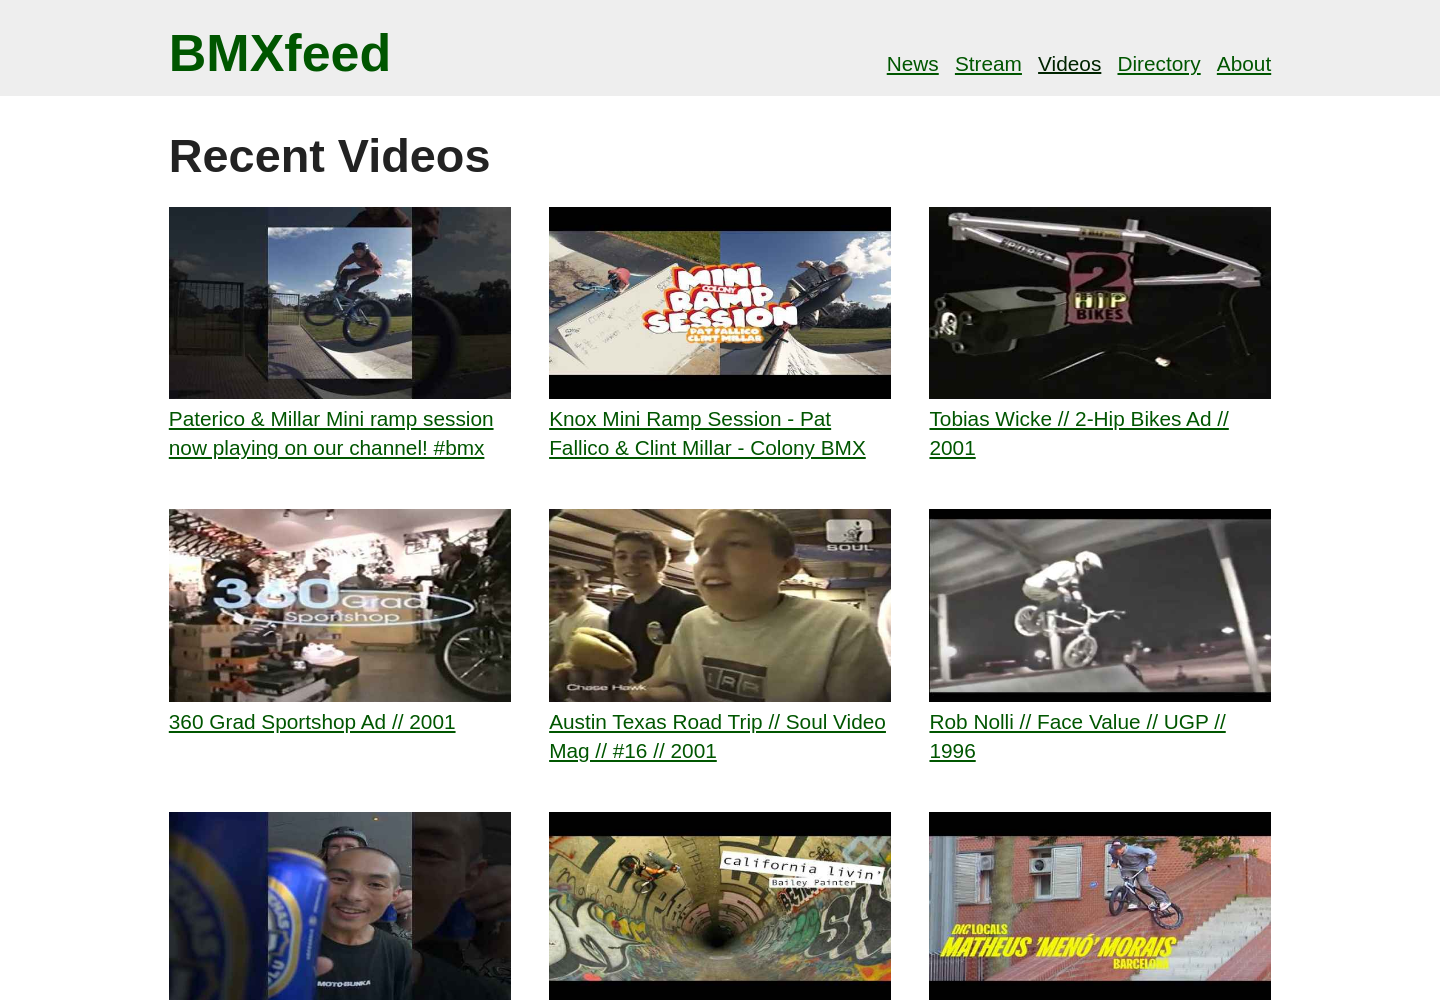 BMXfeed
News Stream Videos Directory About
Recent Videos
MINI
COLONY
RAMP
SESSION
PAT FALLICO
CLINT MILLAR
2
HIP
BIKES
Paterico & Millar Mini ramp session
now playing on our channel! #bmx
Knox Mini Ramp Session - Pat
Fallico & Clint Millar - Colony BMX
Tobias Wicke // 2-Hip Bikes Ad //
2001
360 Grad
Sportshop
SOUL
Chase Hawk
360 Grad Sportshop Ad // 2001
Austin Texas Road Trip // Soul Video
Mag // #16 // 2001
Rob Nolli // Face Value // UGP //
1996
MOTO-BUNKA
california livin'
Bailey Painter
DIG LOCALS
MATHEUS 'MENÓ' MORAIS
BARCELONA